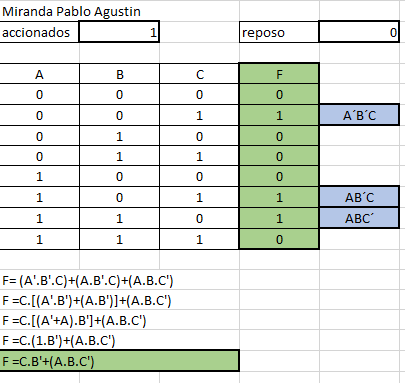 Miranda Pablo Agustin
accionados 1 reposo 0
A B C F
0 0 0 0
0 0 1 1 A´B´C
0 1 0 0
0 1 1 0
1 0 0 0
1 0 1 1 AB´C
1 1 0 1 ABC´
1 1 1 0
F= (A'.B'.C)+(A.B'.C)+(A.B.C')
F =C.[(A'.B')+(A.B')]+(A.B.C')
F =C.[(A'+A).B']+(A.B.C')
F =C.(1.B')+(A.B.C')
F =C.B'+(A.B.C')